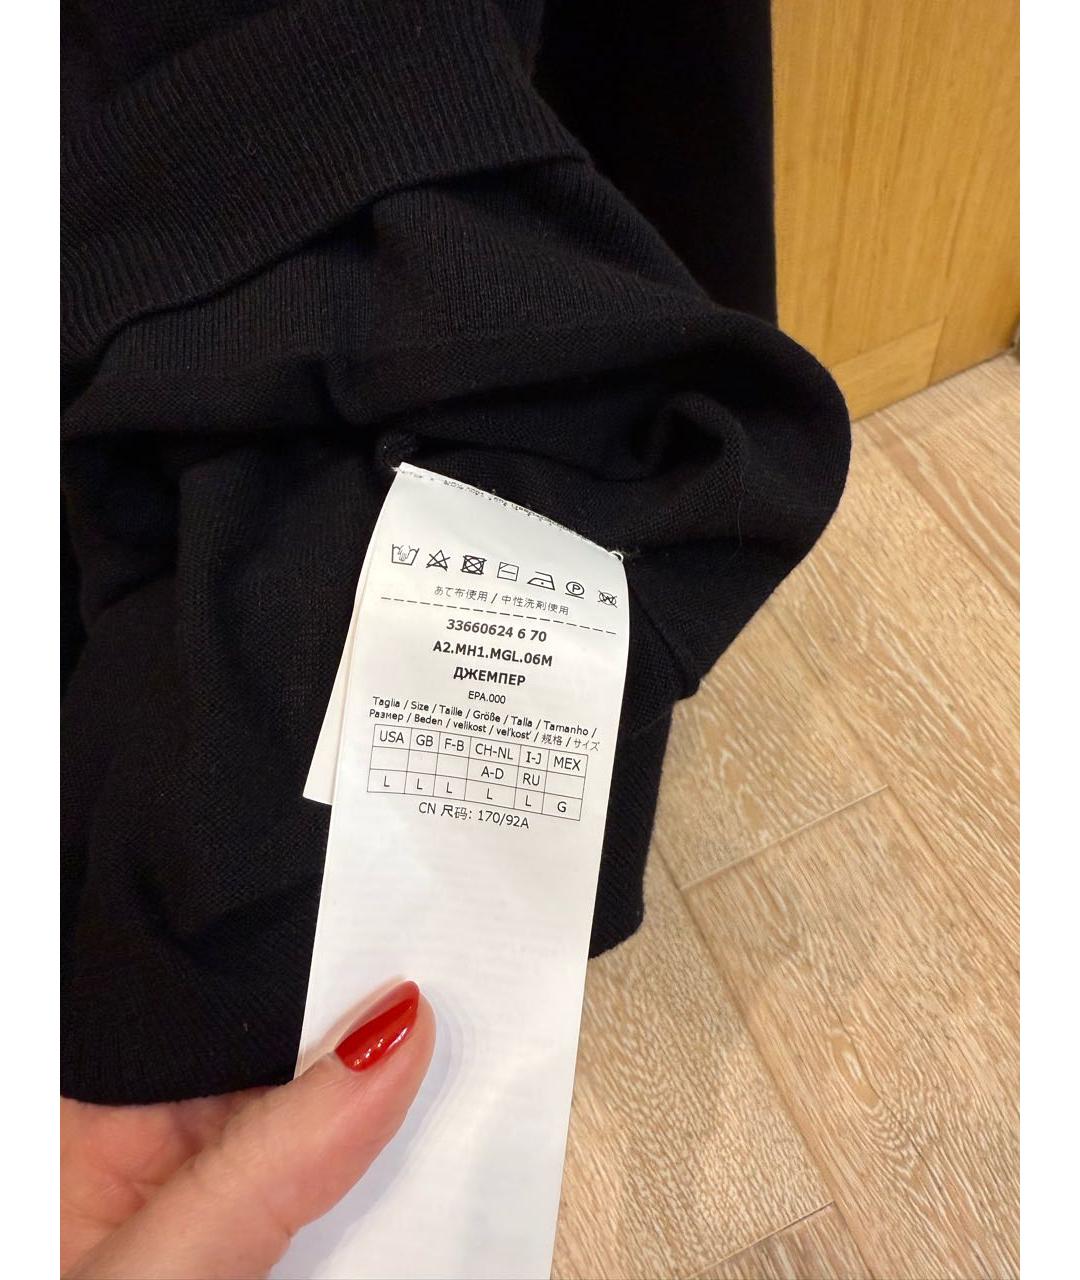 あて布使用 / 中性洗剤使用
33660624 6 70
A2.MH1.MGL.06M
ДЖЕМПЕР
EPA.000
Taglia / Size / Taille / Größe / Talla / Tamanho /
Размер / Beden / velikost / veľkosť / 规格 / サイズ
USA GB F-B CH-NL I-J MEX
A-D RU
L L L L L G
CN 尺码: 170/92A